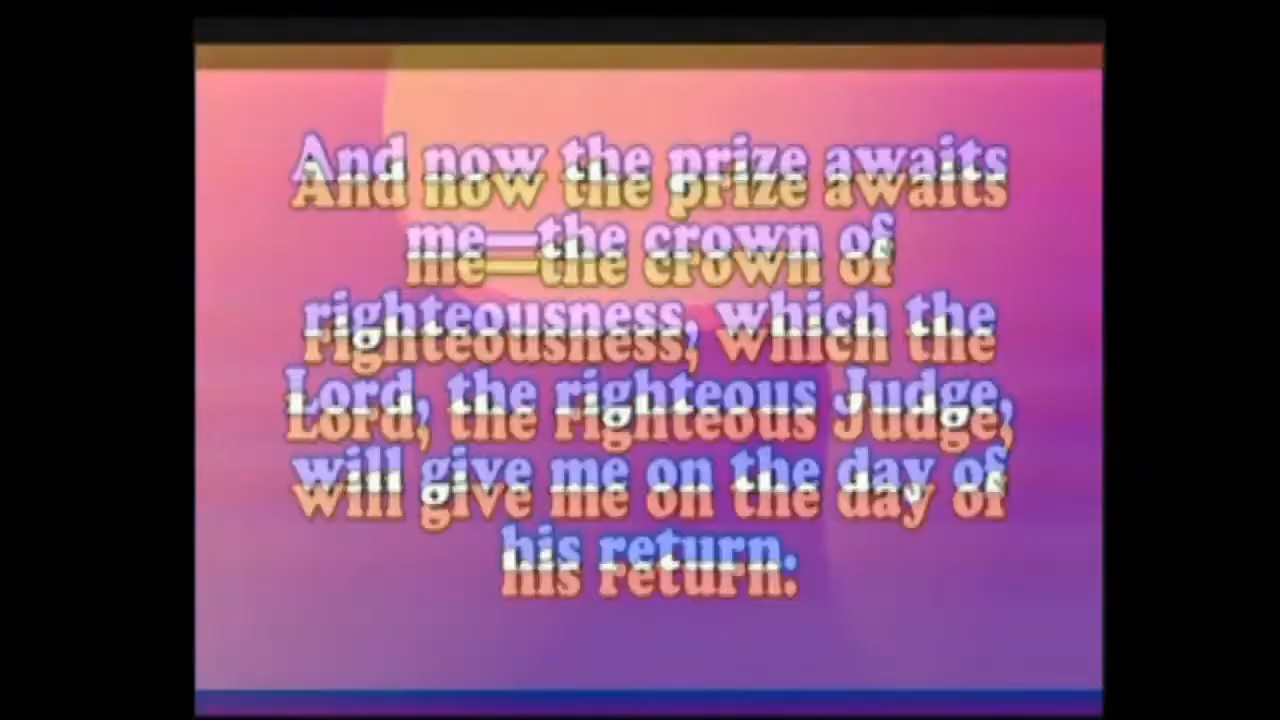 And now the prize awaits
me—the crown of
righteousness, which the
Lord, the righteous Judge,
will give me on the day of
his return.